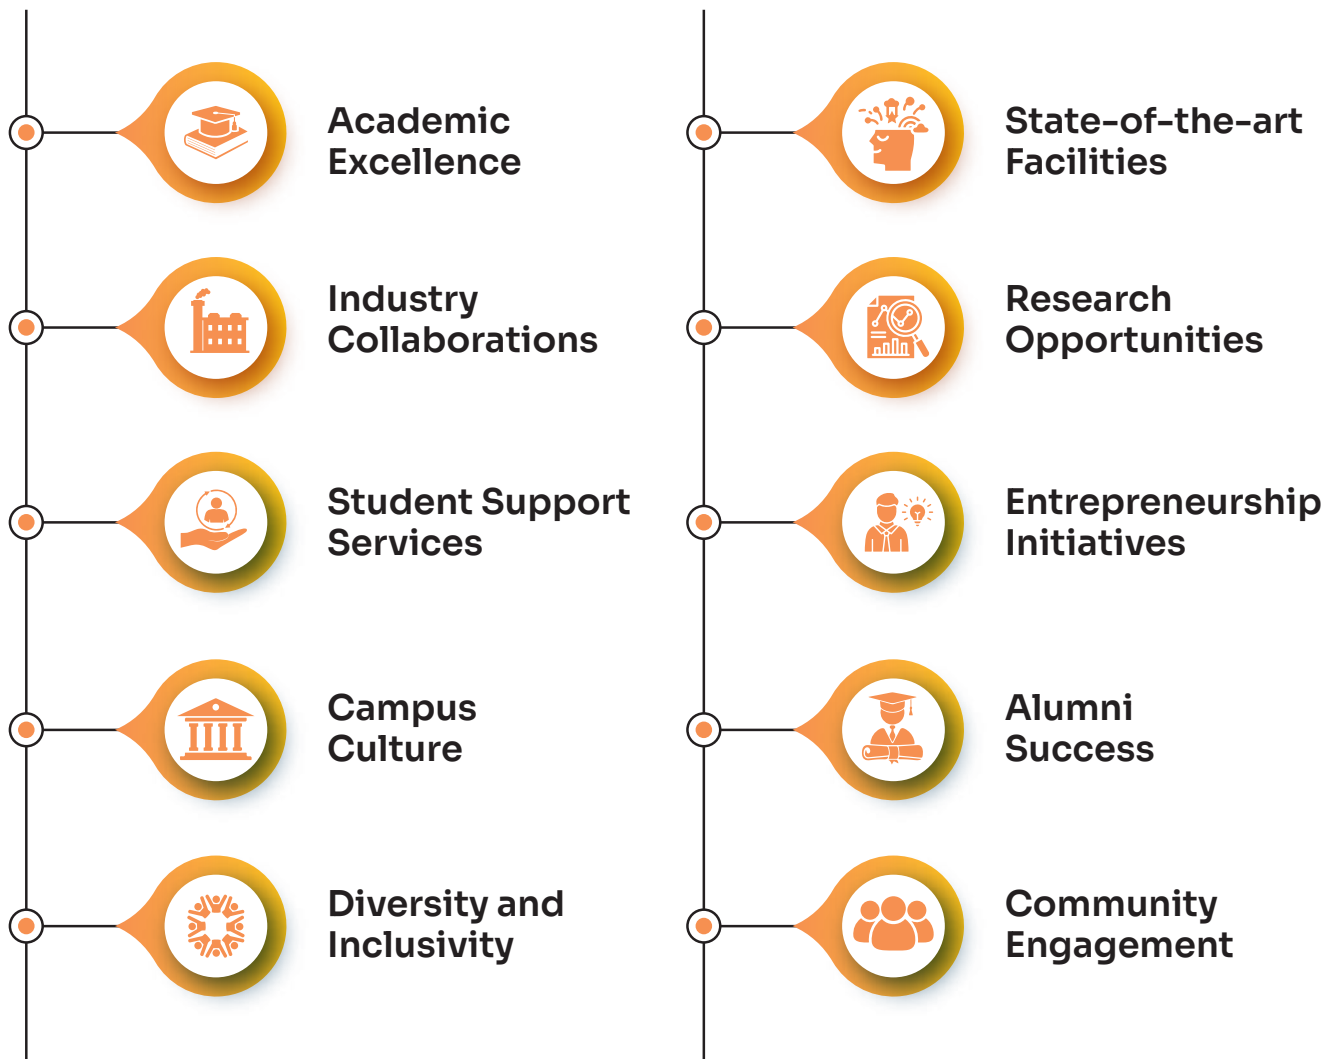 Academic
Excellence
State-of-the-art
Facilities
Industry
Collaborations
Research
Opportunities
Student Support
Services
Entrepreneurship
Initiatives
Campus
Culture
Alumni
Success
Diversity and
Inclusivity
Community
Engagement